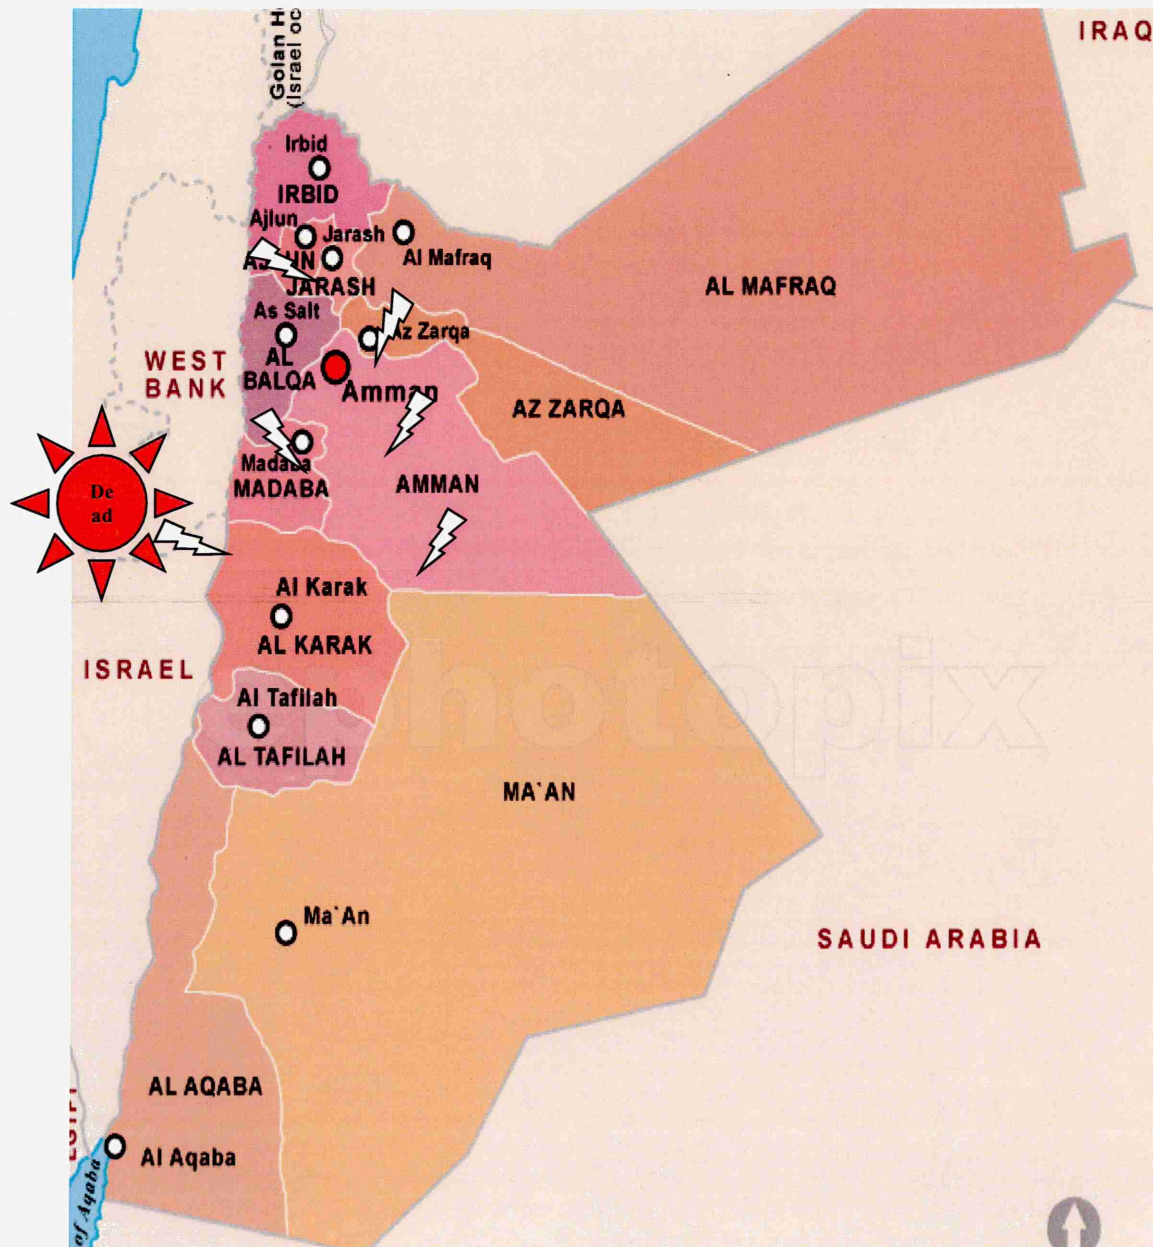 Golan H
(Israel oc
IRAQ
Irbid
IRBID
Ajlun
Jarash
Al Mafraq
JARASH
AL MAFRAQ
As Salt
Az Zarqa
AL
BALQA
WEST
BANK
Amman
AZ ZARQA
Madaba
MADABA
AMMAN
De
ad
Al Karak
AL KARAK
ISRAEL
photopix
Al Tafilah
AL TAFILAH
MA`AN
Ma`An
SAUDI ARABIA
AL AQABA
Al Aqaba
of Aqaba